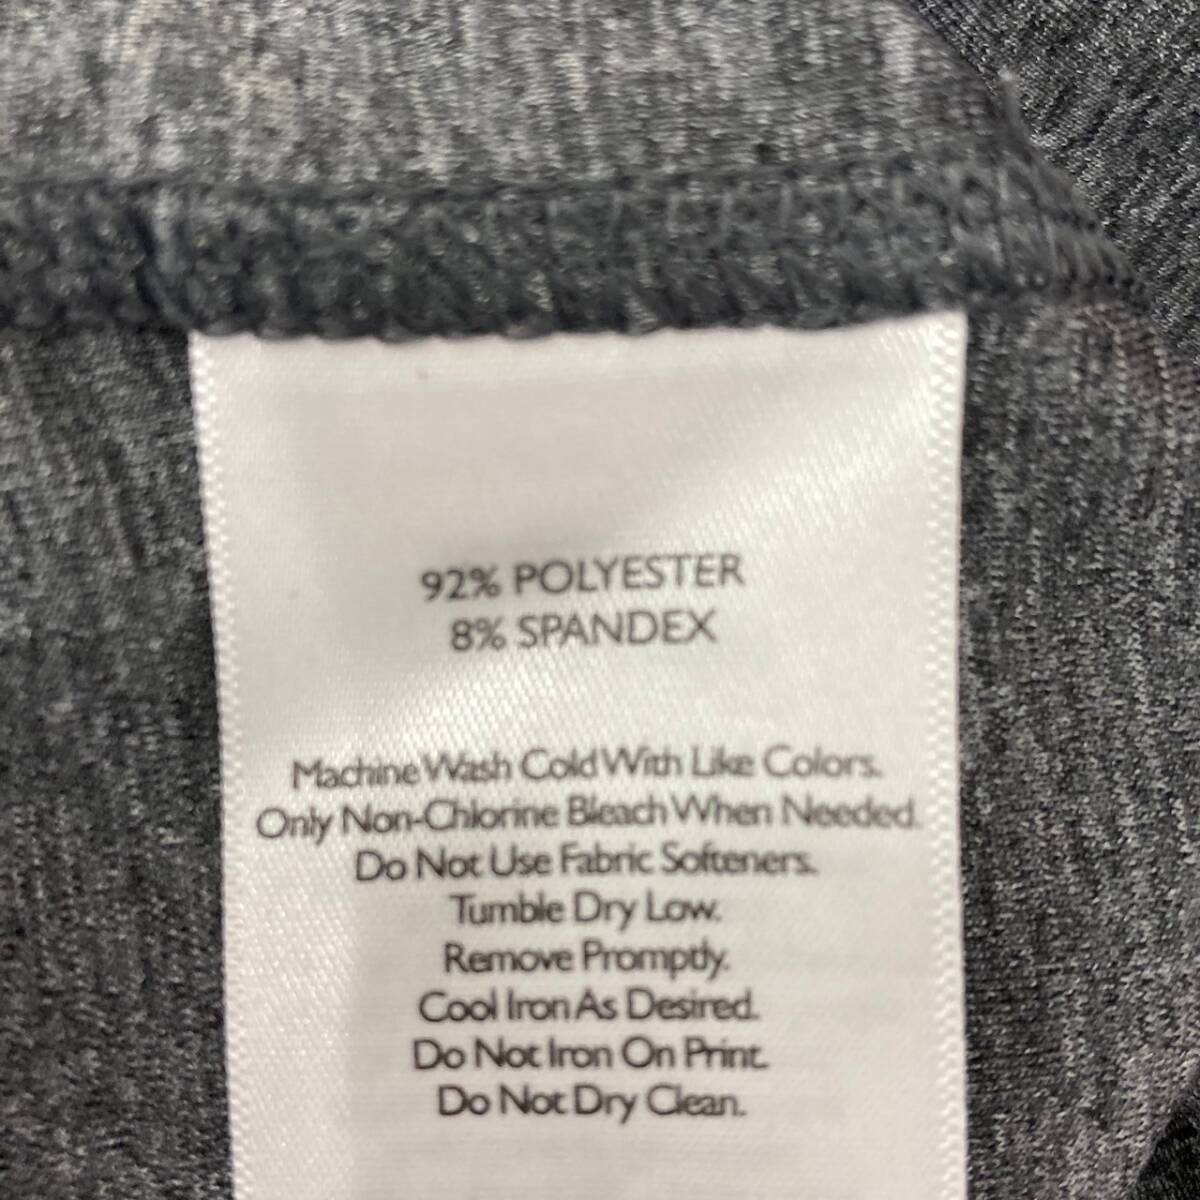 92% POLYESTER
8% SPANDEX
Machine Wash Cold With Like Colors.
Only Non-Chlorine Bleach When Needed.
Do Not Use Fabric Softeners.
Tumble Dry Low.
Remove Promptly.
Cool Iron As Desired.
Do Not Iron On Print.
Do Not Dry Clean.